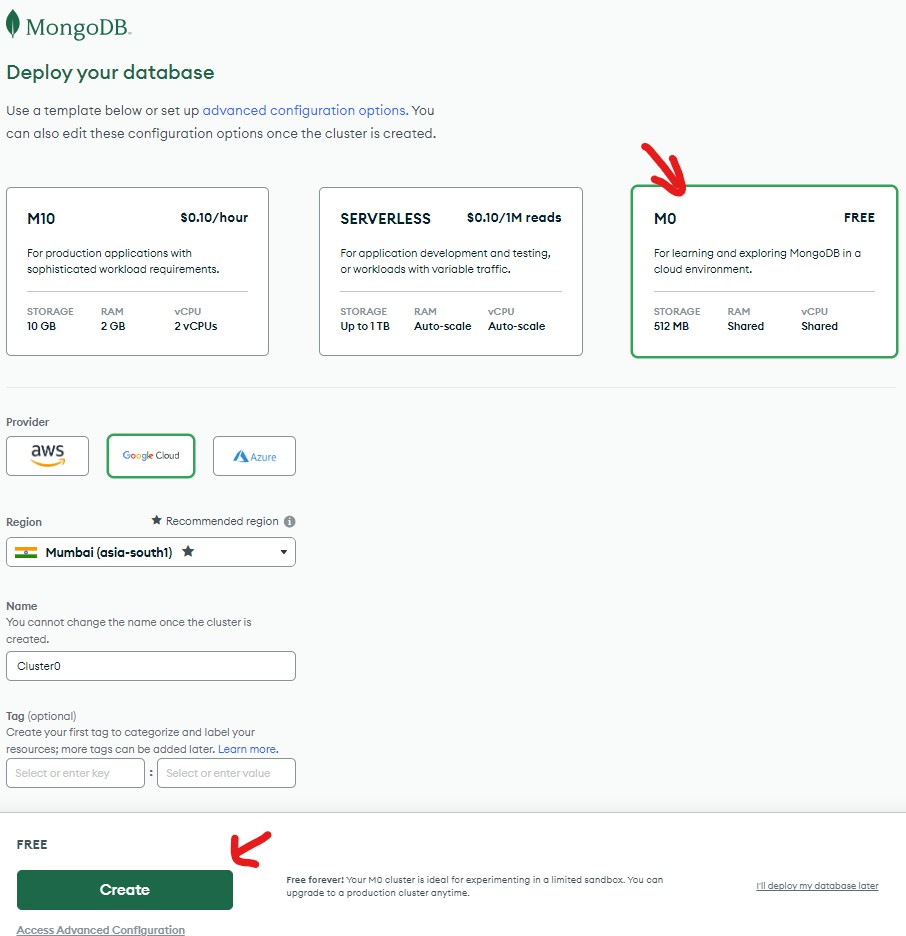 MongoDB.
Deploy your database
Use a template below or set up advanced configuration options. You
can also edit these configuration options once the cluster is created.
M10 $0.10/hour
For production applications with
sophisticated workload requirements.
STORAGE RAM vCPU
10 GB 2 GB 2 vCPUs
SERVERLESS $0.10/1M reads
For application development and testing,
or workloads with variable traffic.
STORAGE RAM vCPU
Up to 1 TB Auto-scale Auto-scale
M0 FREE
For learning and exploring MongoDB in a
cloud environment.
STORAGE RAM vCPU
512 MB Shared Shared
Provider
aws Google Cloud Azure
Region ★ Recommended region i
Mumbai (asia-south1) ★
Name
You cannot change the name once the cluster is
created.
Cluster0
Tag (optional)
Create your first tag to categorize and label your
resources; more tags can be added later. Learn more.
Select or enter key : Select or enter value
FREE
Create
Access Advanced Configuration
Free forever! Your M0 cluster is ideal for experimenting in a limited sandbox. You can
upgrade to a production cluster anytime.
I'll deploy my database later